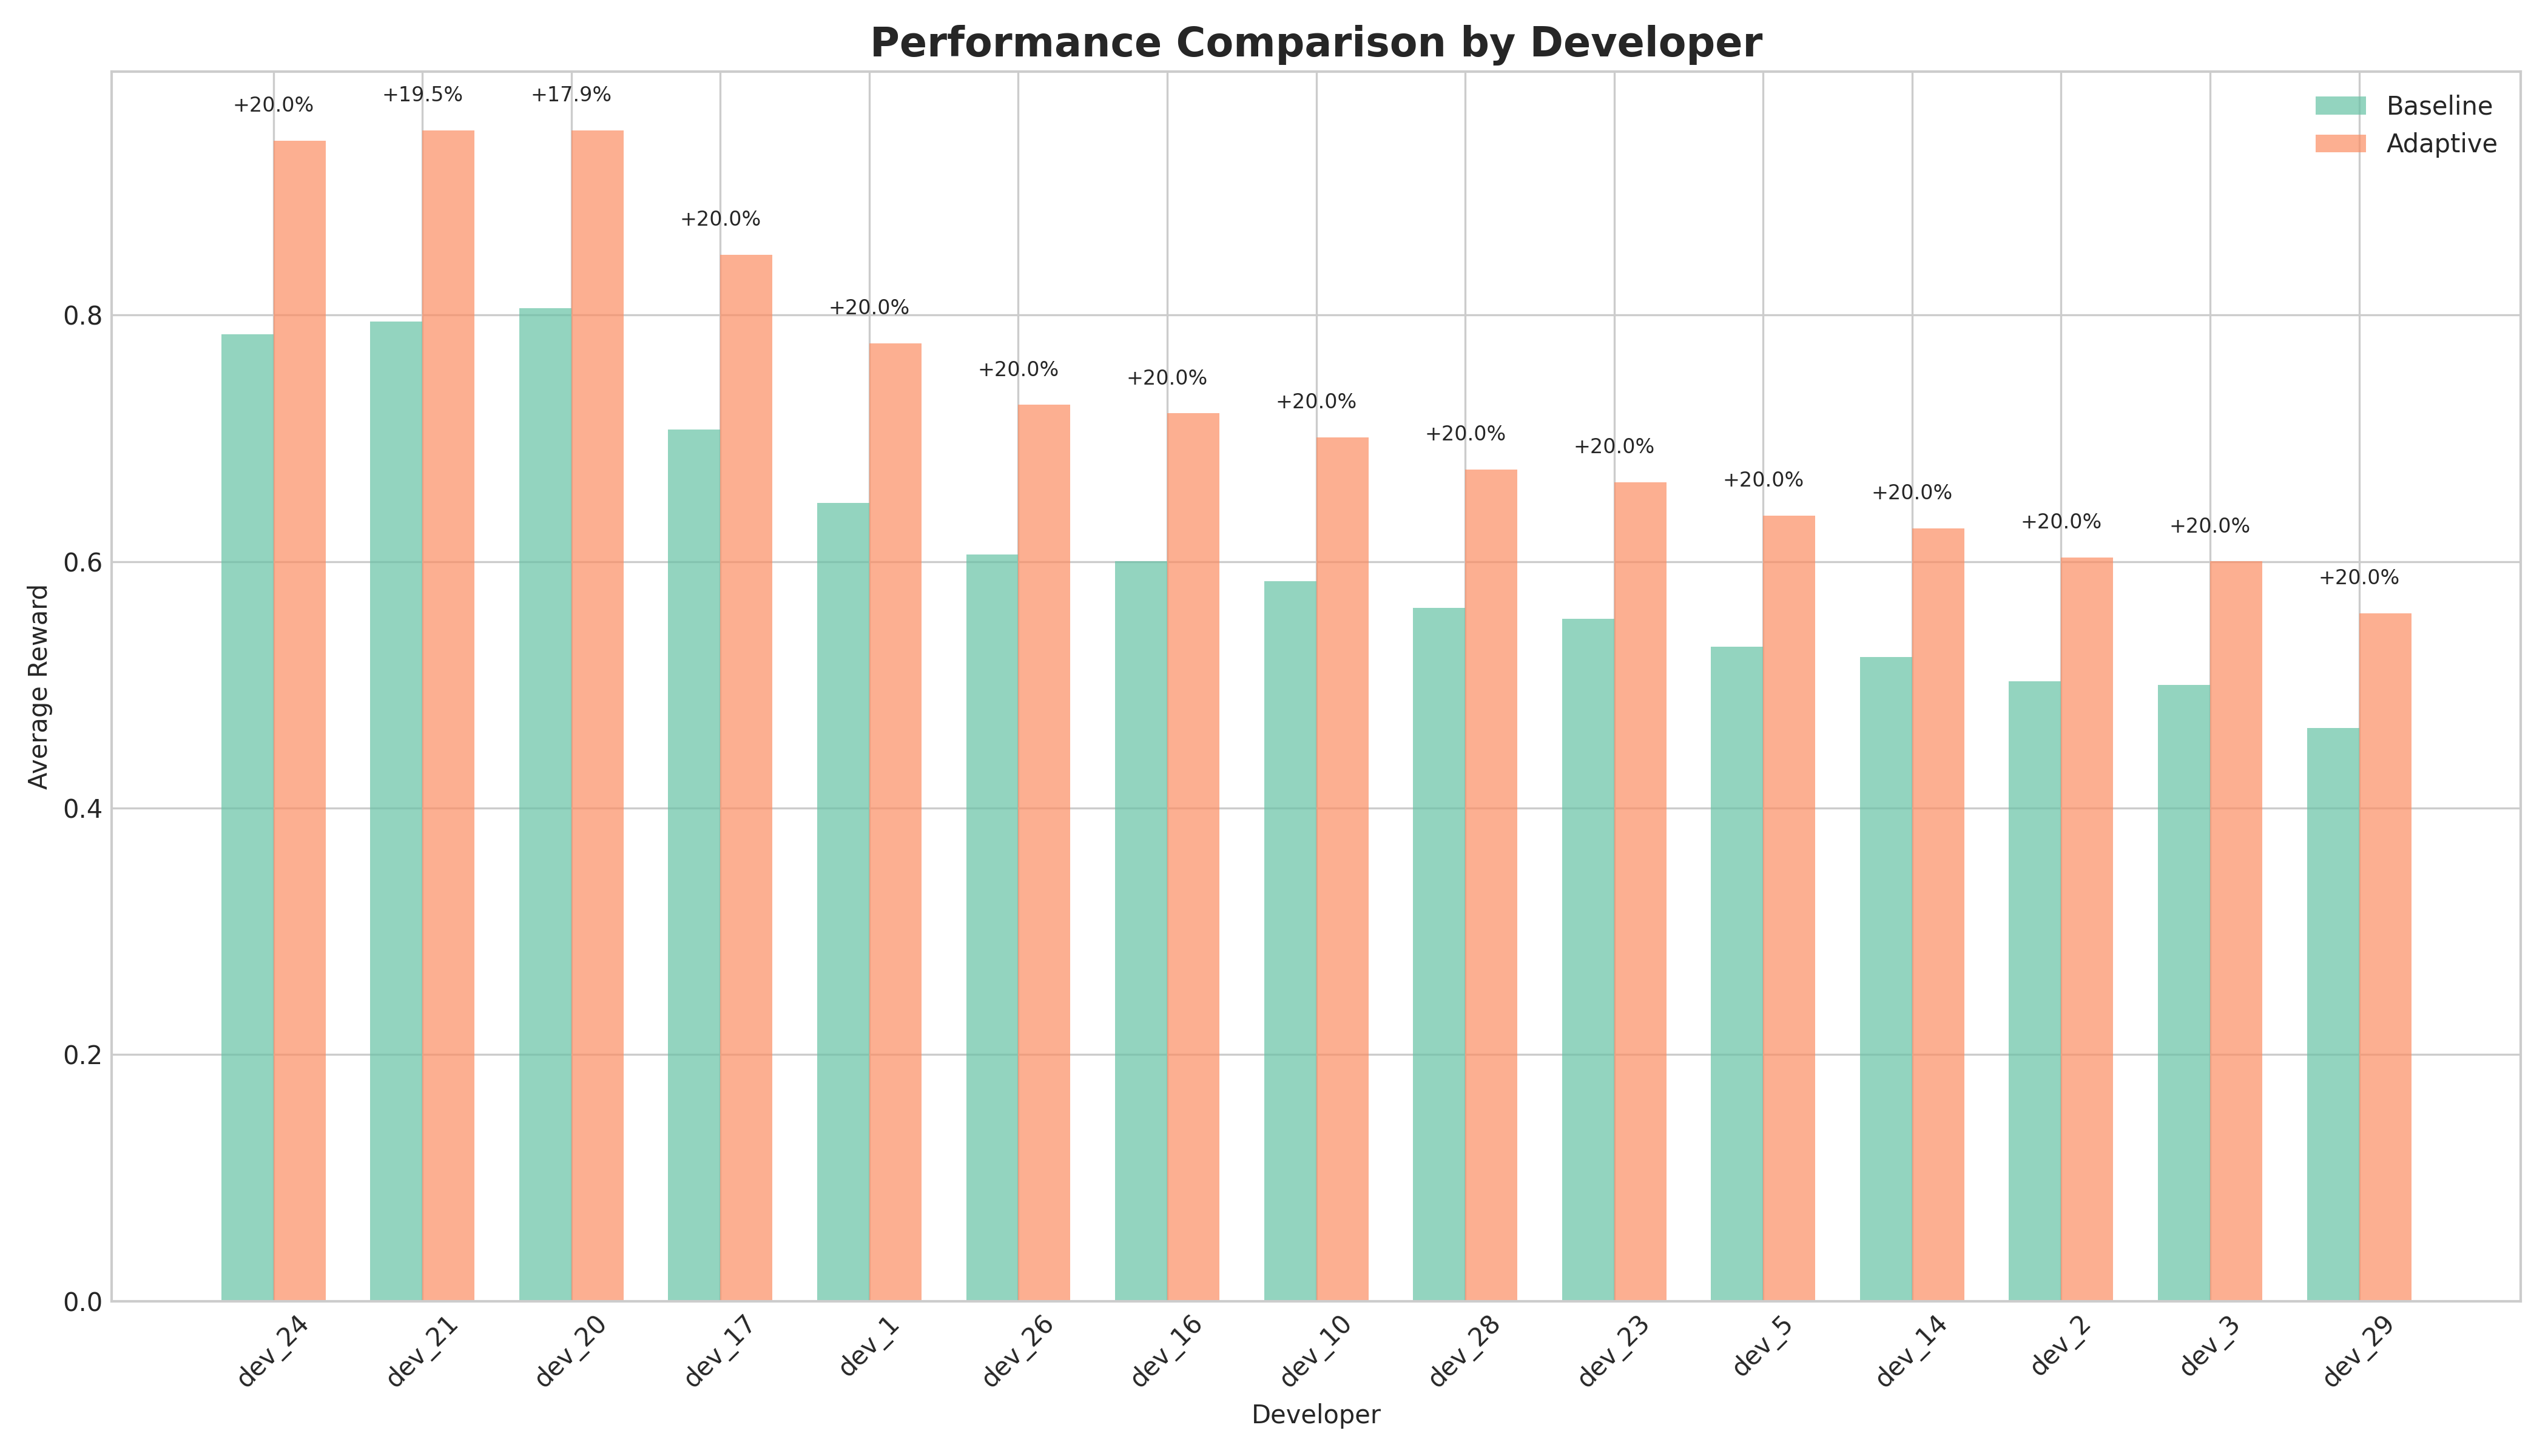 Performance Comparison by Developer
Baseline
Adaptive
+20.0%
+19.5%
+17.9%
+20.0%
+20.0%
+20.0%
+20.0%
+20.0%
+20.0%
+20.0%
+20.0%
+20.0%
+20.0%
+20.0%
+20.0%
Average Reward
0.8
0.6
0.4
0.2
0.0
dev_24
dev_21
dev_20
dev_17
dev_1
dev_26
dev_16
dev_10
dev_28
dev_23
dev_5
dev_14
dev_2
dev_3
dev_29
Developer